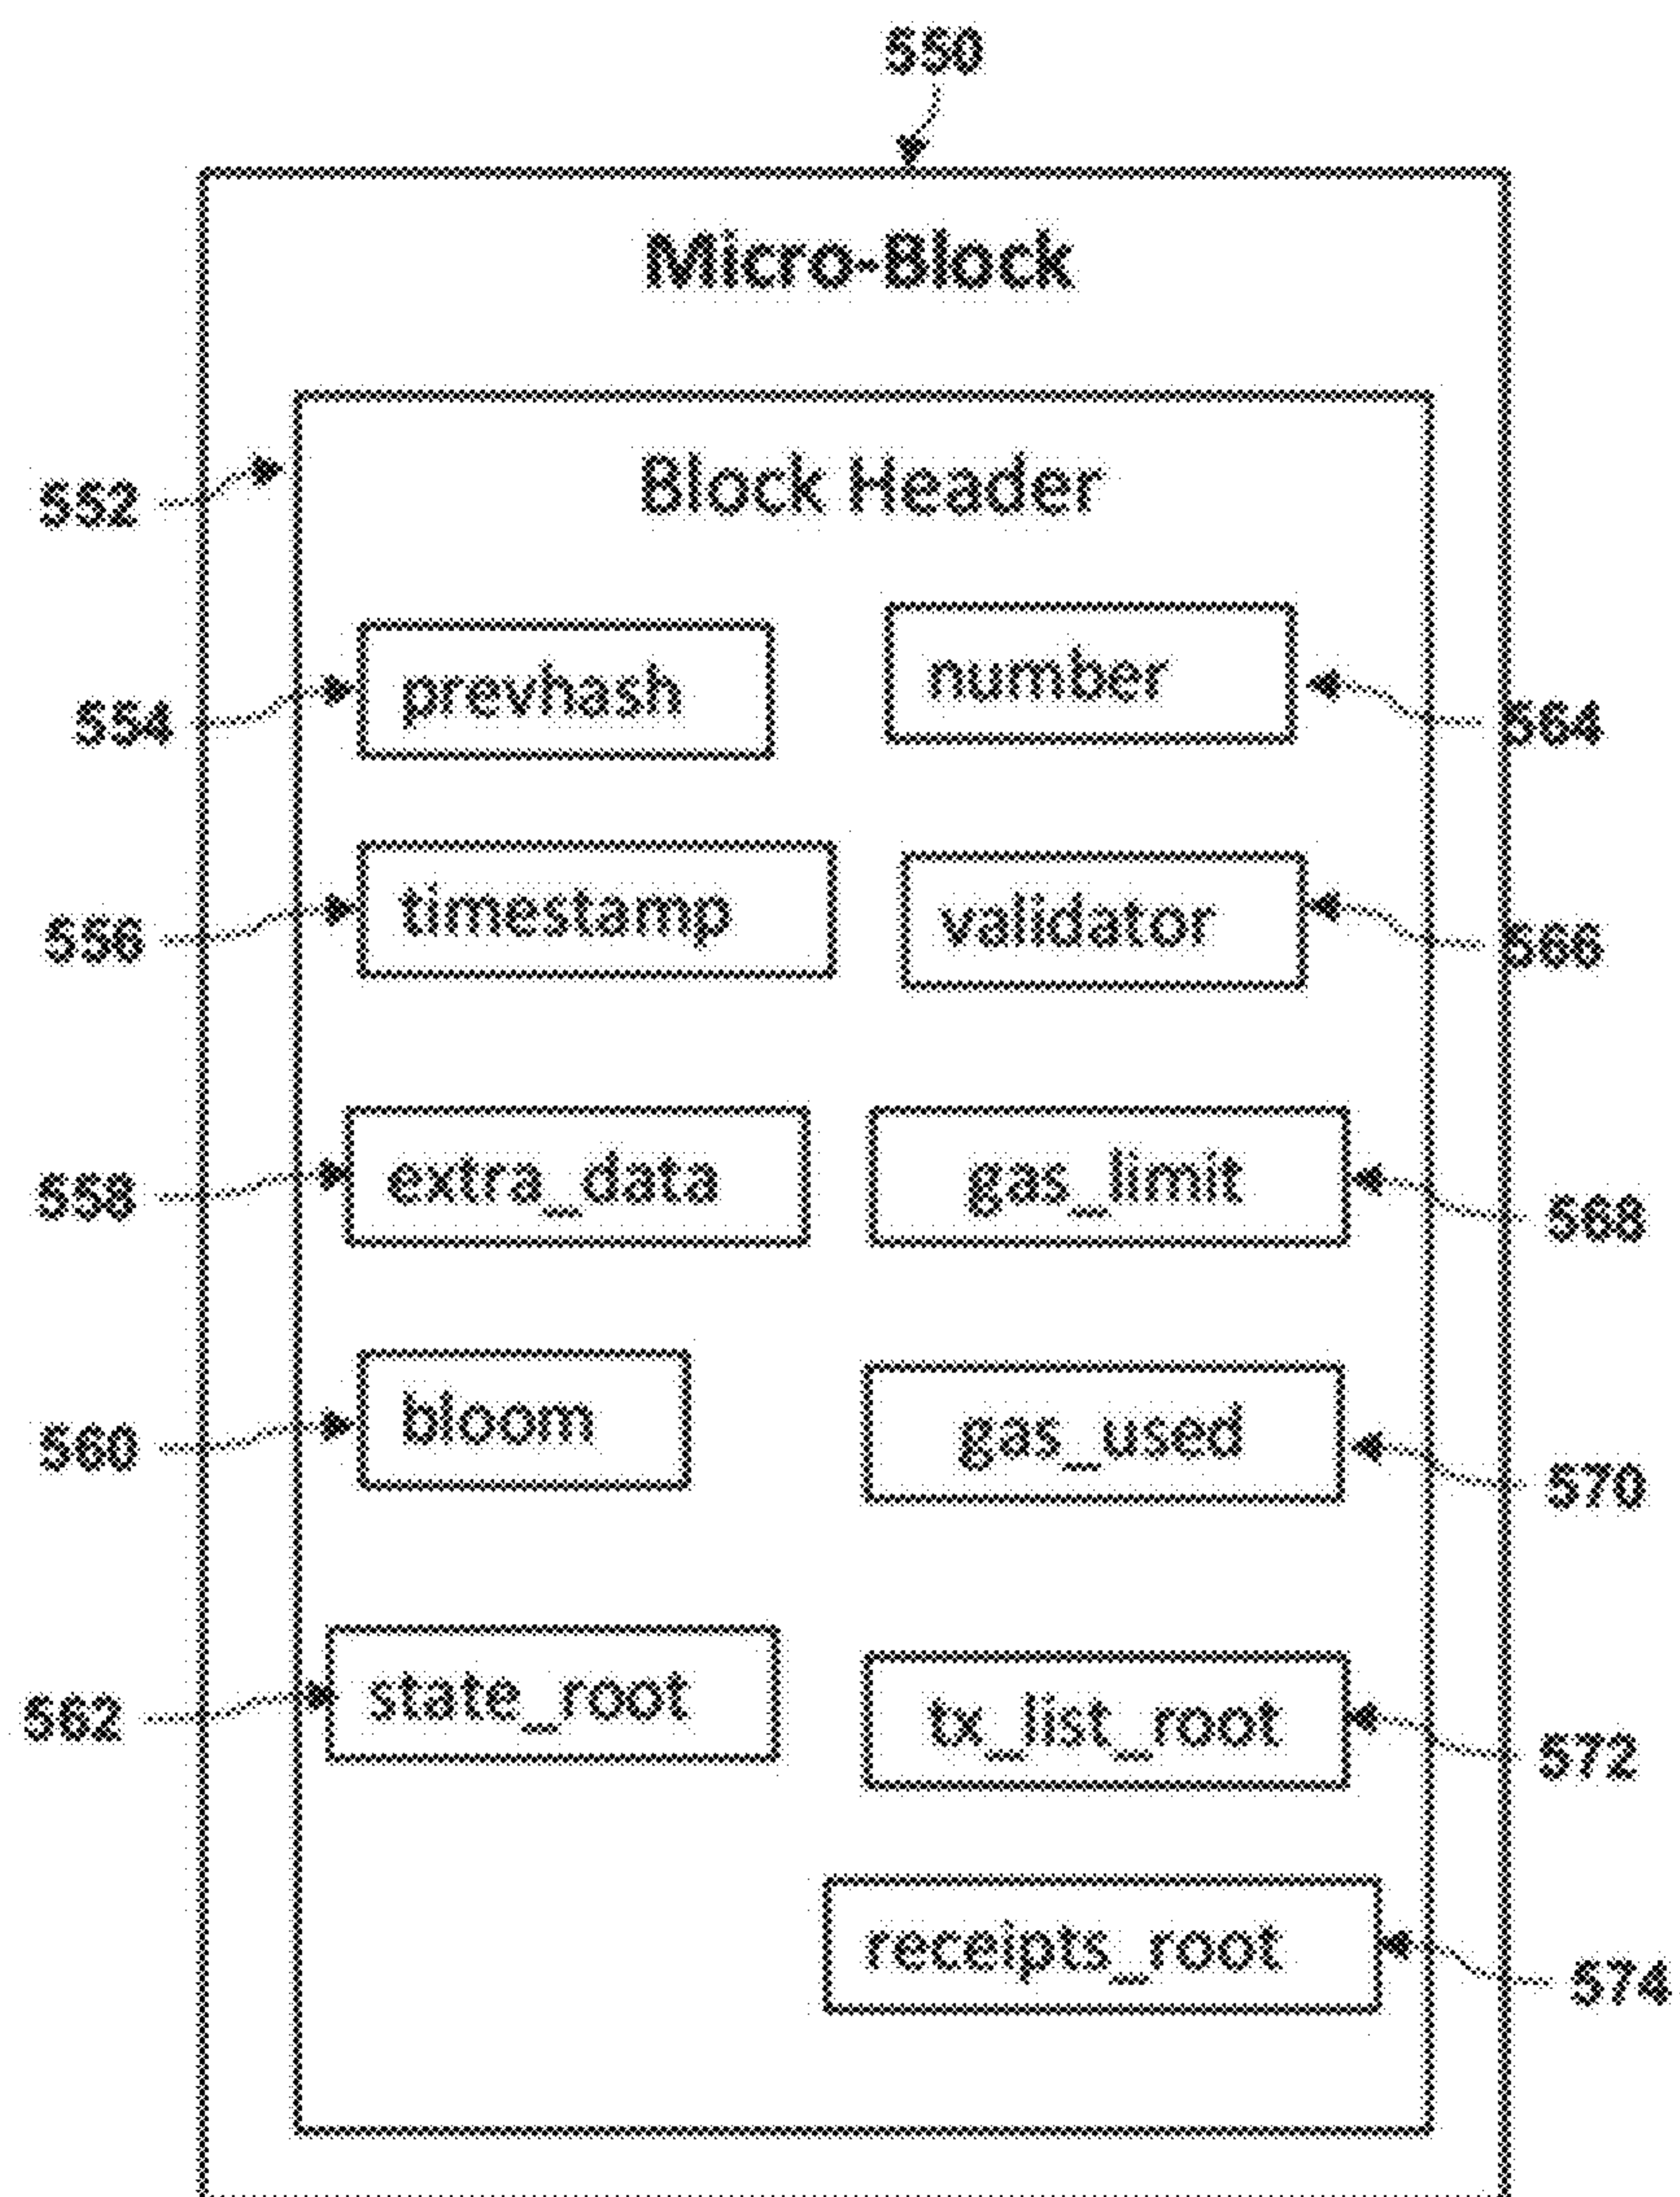 550
Micro-Block
552
Block Header
554
prevhash
number
564
556
timestamp
validator
566
558
extra_data
gas_limit
568
560
bloom
gas_used
570
562
state_root
tx_list_root
572
receipts_root
574